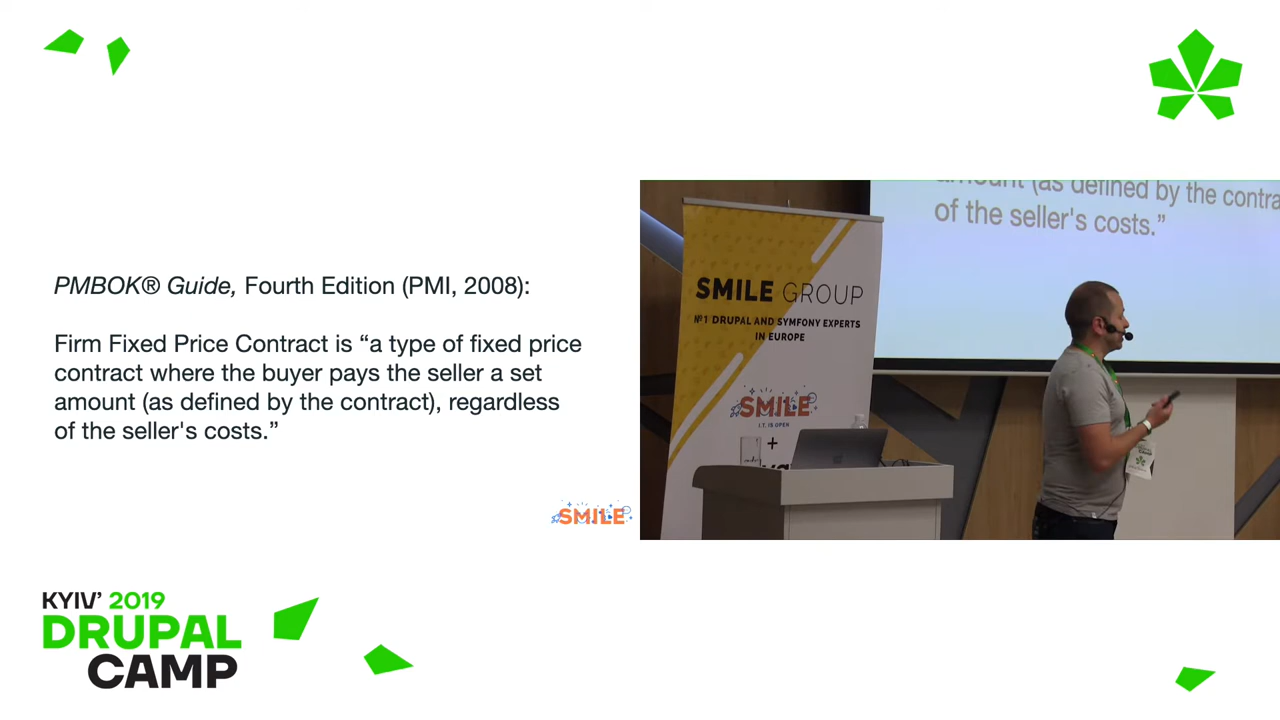 PMBOK® Guide, Fourth Edition (PMI, 2008):
Firm Fixed Price Contract is “a type of fixed price
contract where the buyer pays the seller a set
amount (as defined by the contract), regardless
of the seller's costs.”
SMILE
KYIV’ 2019
DRUPAL
CAMP
amount (as defined by the contra
of the seller's costs.”
SMILE GROUP
№1 DRUPAL AND SYMFONY EXPERTS
IN EUROPE
SMILE
I.T. IS OPEN
+
CAMP